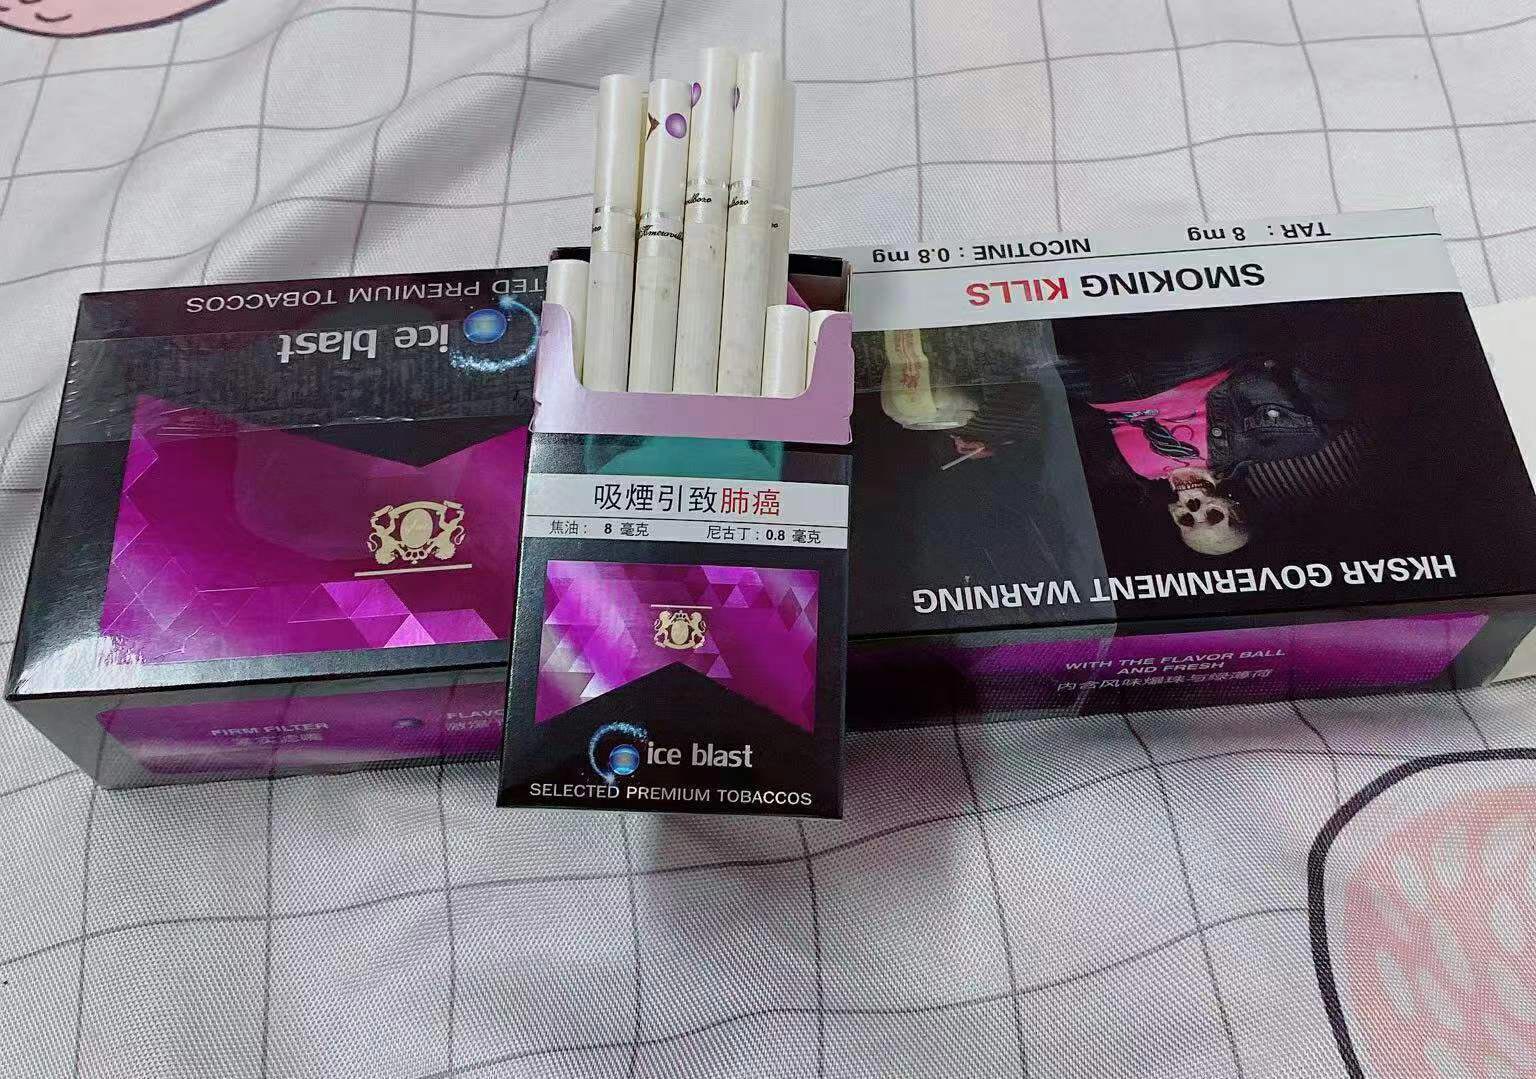 SELECTED PREMIUM TOBACCOS
ice blast
FIRM FILTER
TAR : 8 mg NICOTINE : 0.8 mg
SMOKING KILLS
HKSAR GOVERNMENT WARNING
WITH THE FLAVOR BALL
AND FRESH
内含风味爆珠与绿薄荷
吸煙引致肺癌
焦油： 8 毫克 尼古丁：0.8 毫克
ice blast
SELECTED PREMIUM TOBACCOS